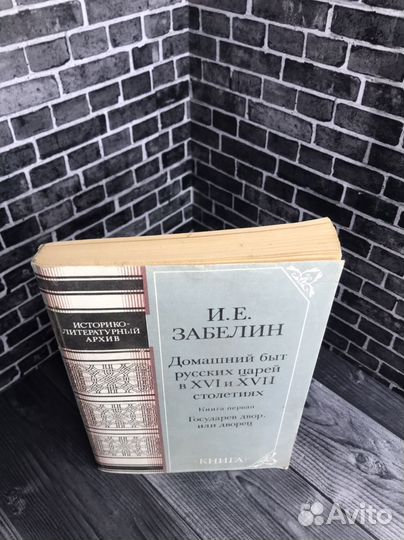 ИСТОРИКО-
ЛИТЕРАТУРНЫЙ
АРХИВ
И.Е.
ЗАБЕЛИН
Домашний быт
русских царей
в XVI и XVII
столетиях
Книга первая
Государев двор,
или дворец
КНИГА
Avito